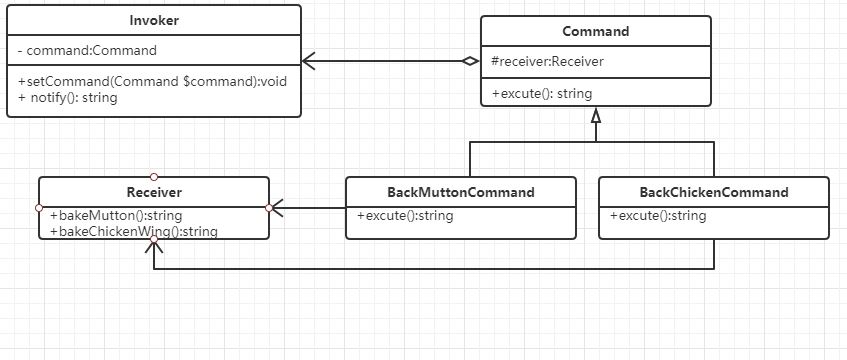 Invoker
- command:Command
+setCommand(Command $command):void
+ notify(): string
Command
#receiver:Receiver
+excute(): string
Receiver
+bakeMutton():string
+bakeChickenWing():string
BackMuttonCommand
+excute():string
BackChickenCommand
+excute():string